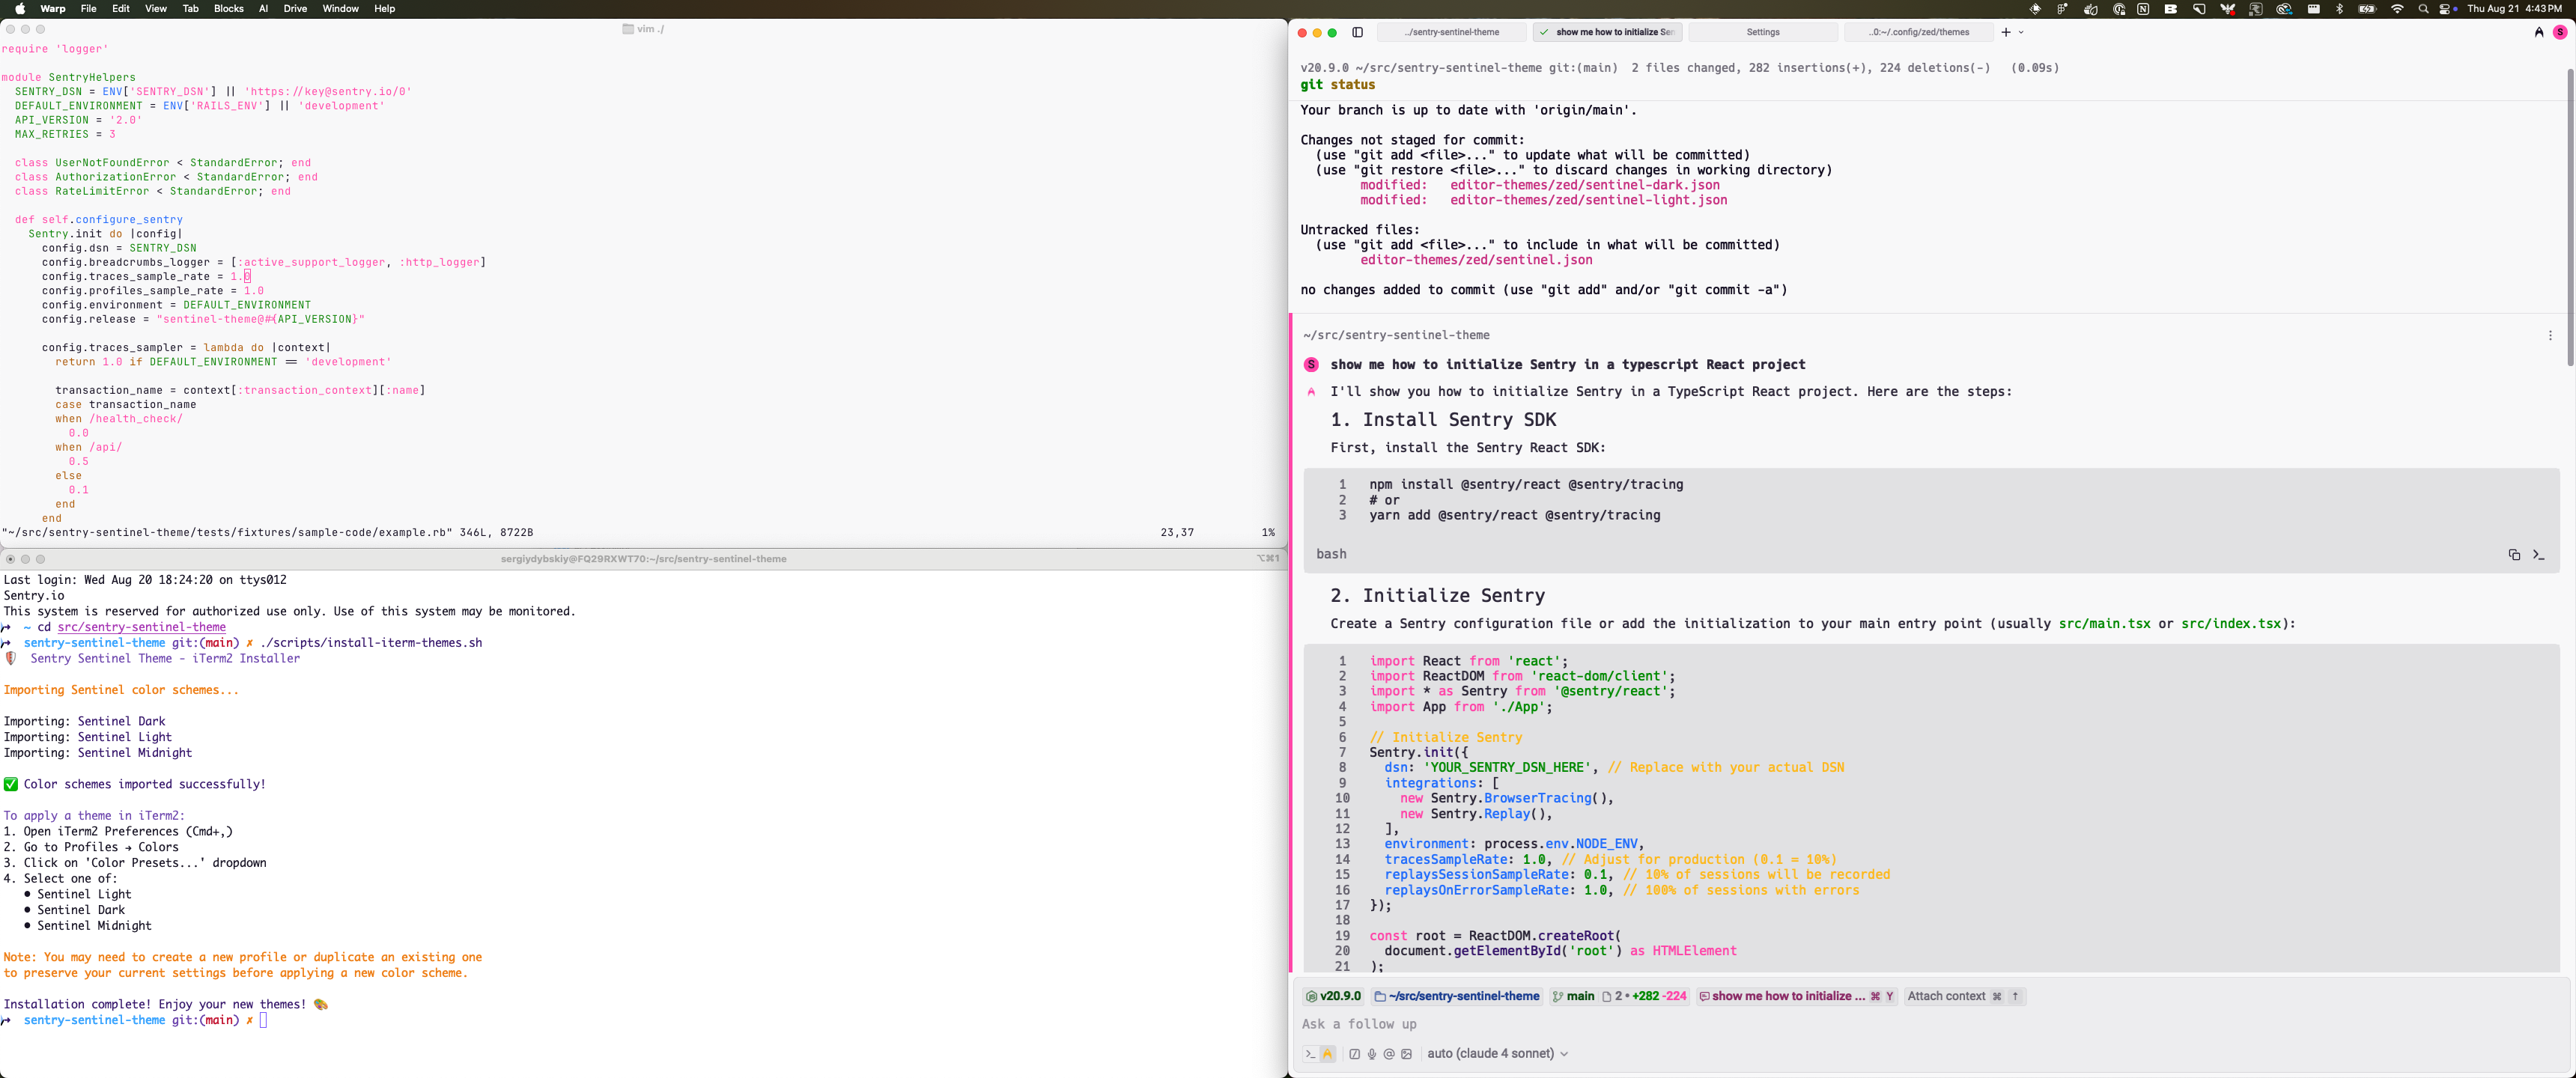 Warp File Edit View Tab Blocks AI Drive Window Help
Thu Aug 21 4:43 PM
vim ./
require 'logger'
module SentryHelpers
  SENTRY_DSN = ENV['SENTRY_DSN'] || 'https://key@sentry.io/0'
  DEFAULT_ENVIRONMENT = ENV['RAILS_ENV'] || 'development'
  API_VERSION = '2.0'
  MAX_RETRIES = 3
  class UserNotFoundError < StandardError; end
  class AuthorizationError < StandardError; end
  class RateLimitError < StandardError; end
  def self.configure_sentry
    Sentry.init do |config|
      config.dsn = SENTRY_DSN
      config.breadcrumbs_logger = [:active_support_logger, :http_logger]
      config.traces_sample_rate = 1.0
      config.profiles_sample_rate = 1.0
      config.environment = DEFAULT_ENVIRONMENT
      config.release = "sentinel-theme@#{API_VERSION}"
      config.traces_sampler = lambda do |context|
        return 1.0 if DEFAULT_ENVIRONMENT == 'development'
        transaction_name = context[:transaction_context][:name]
        case transaction_name
        when /health_check/
          0.0
        when /api/
          0.5
        else
          0.1
        end
      end
"~/src/sentry-sentinel-theme/tests/fixtures/sample-code/example.rb" 346L, 8722B 23,37 1%
sergiydybskiy@FQ29RXWT70:~/src/sentry-sentinel-theme ⌥⌘1
Last login: Wed Aug 20 18:24:20 on ttys012
Sentry.io
This system is reserved for authorized use only. Use of this system may be monitored.
~ cd src/sentry-sentinel-theme
sentry-sentinel-theme git:(main) ✗ ./scripts/install-iterm-themes.sh
Sentry Sentinel Theme - iTerm2 Installer
Importing Sentinel color schemes...
Importing: Sentinel Dark
Importing: Sentinel Light
Importing: Sentinel Midnight
✅ Color schemes imported successfully!
To apply a theme in iTerm2:
1. Open iTerm2 Preferences (Cmd+,)
2. Go to Profiles → Colors
3. Click on 'Color Presets...' dropdown
4. Select one of:
   • Sentinel Light
   • Sentinel Dark
   • Sentinel Midnight
Note: You may need to create a new profile or duplicate an existing one
to preserve your current settings before applying a new color scheme.
Installation complete! Enjoy your new themes! 🎨
sentry-sentinel-theme git:(main) ✗
../sentry-sentinel-theme
show me how to initialize Sen
Settings
..0:~/.config/zed/themes
S
v20.9.0 ~/src/sentry-sentinel-theme git:(main) 2 files changed, 282 insertions(+), 224 deletions(-) (0.09s)
git status
Your branch is up to date with 'origin/main'.
Changes not staged for commit:
  (use "git add <file>..." to update what will be committed)
  (use "git restore <file>..." to discard changes in working directory)
        modified:   editor-themes/zed/sentinel-dark.json
        modified:   editor-themes/zed/sentinel-light.json
Untracked files:
  (use "git add <file>..." to include in what will be committed)
        editor-themes/zed/sentinel.json
no changes added to commit (use "git add" and/or "git commit -a")
~/src/sentry-sentinel-theme
S show me how to initialize Sentry in a typescript React project
I'll show you how to initialize Sentry in a TypeScript React project. Here are the steps:
1. Install Sentry SDK
First, install the Sentry React SDK:
1 npm install @sentry/react @sentry/tracing
2 # or
3 yarn add @sentry/react @sentry/tracing
bash
2. Initialize Sentry
Create a Sentry configuration file or add the initialization to your main entry point (usually src/main.tsx or src/index.tsx):
1 import React from 'react';
2 import ReactDOM from 'react-dom/client';
3 import * as Sentry from '@sentry/react';
4 import App from './App';
5
6 // Initialize Sentry
7 Sentry.init({
8   dsn: 'YOUR_SENTRY_DSN_HERE', // Replace with your actual DSN
9   integrations: [
10     new Sentry.BrowserTracing(),
11     new Sentry.Replay(),
12   ],
13   environment: process.env.NODE_ENV,
14   tracesSampleRate: 1.0, // Adjust for production (0.1 = 10%)
15   replaysSessionSampleRate: 0.1, // 10% of sessions will be recorded
16   replaysOnErrorSampleRate: 1.0, // 100% of sessions with errors
17 });
18
19 const root = ReactDOM.createRoot(
20   document.getElementById('root') as HTMLElement
21 );
v20.9.0 ~/src/sentry-sentinel-theme main 2 • +282 -224 show me how to initialize ... ⌘ Y Attach context ⌘ ↑
Ask a follow up
auto (claude 4 sonnet)